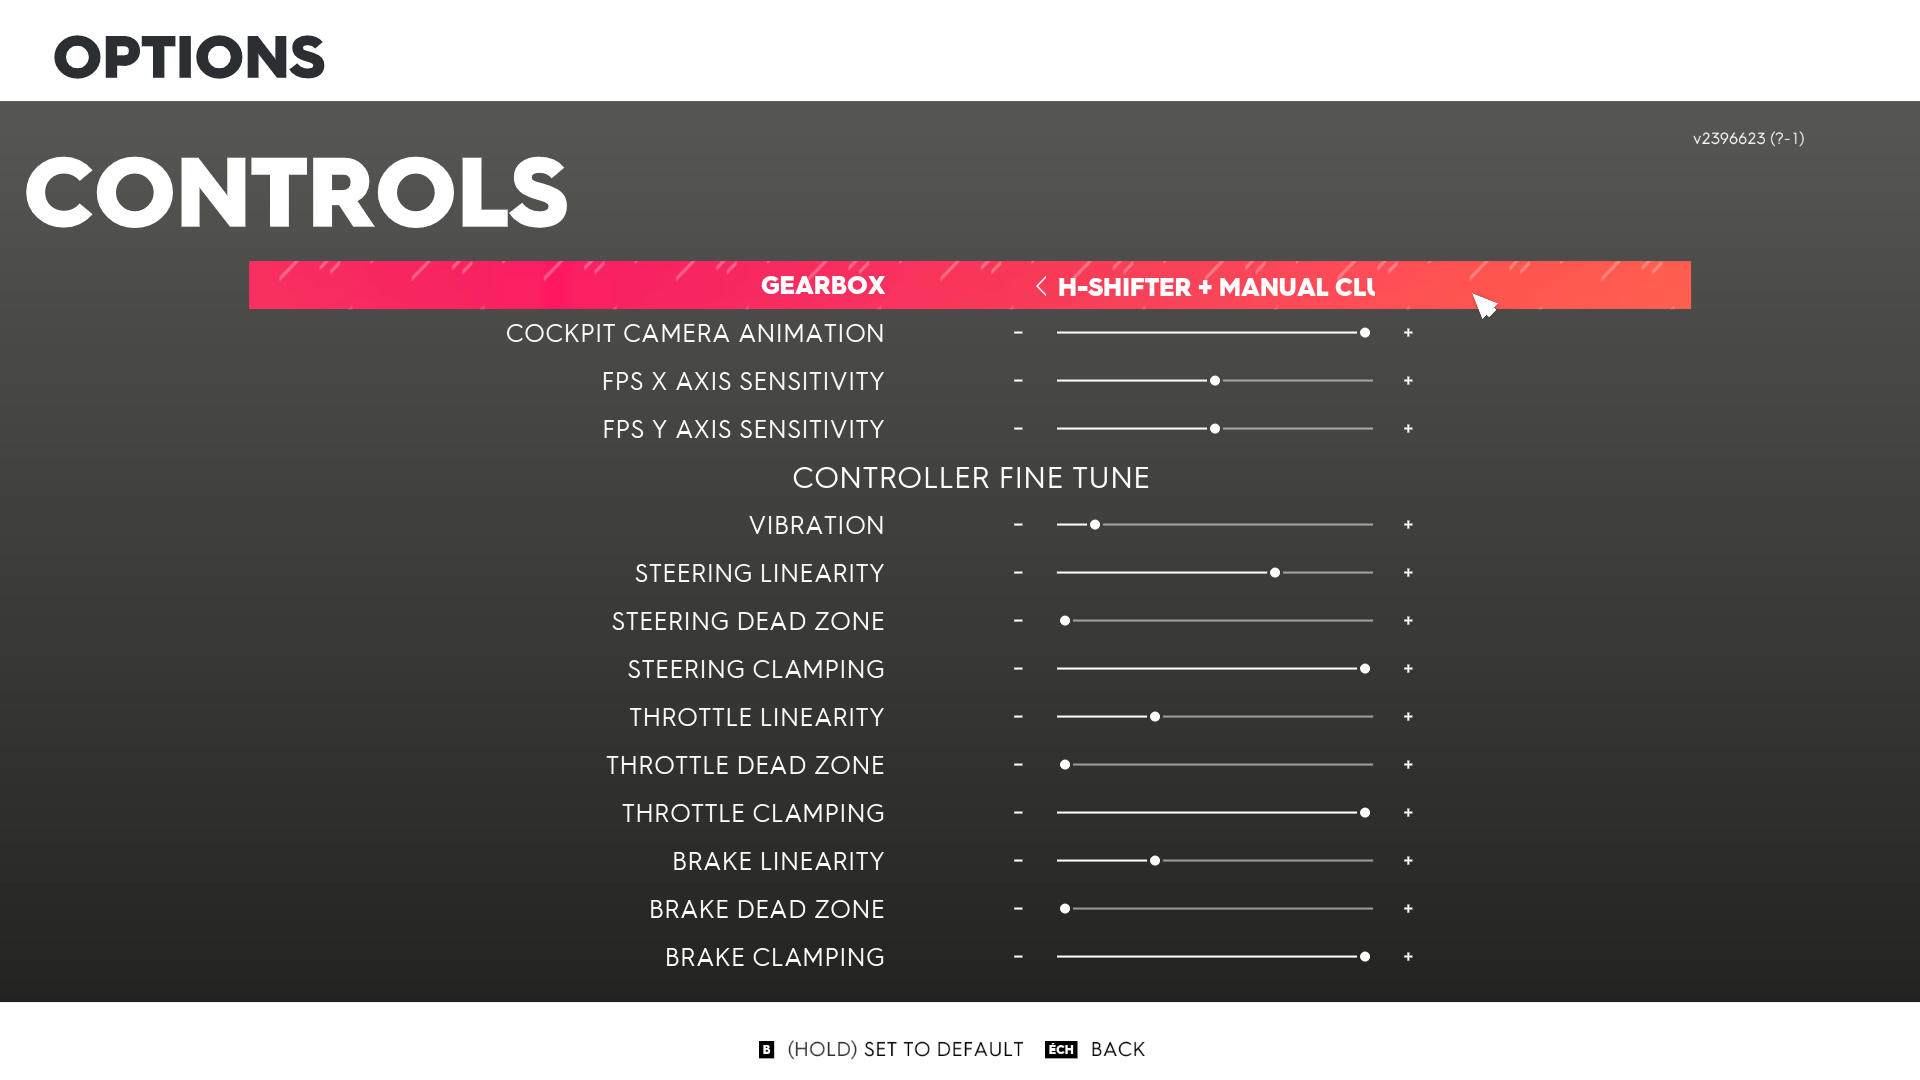 OPTIONS
v2396623 (?-1)
CONTROLS
GEARBOX < H-SHIFTER + MANUAL CLU
COCKPIT CAMERA ANIMATION - +
FPS X AXIS SENSITIVITY - +
FPS Y AXIS SENSITIVITY - +
CONTROLLER FINE TUNE
VIBRATION - +
STEERING LINEARITY - +
STEERING DEAD ZONE - +
STEERING CLAMPING - +
THROTTLE LINEARITY - +
THROTTLE DEAD ZONE - +
THROTTLE CLAMPING - +
BRAKE LINEARITY - +
BRAKE DEAD ZONE - +
BRAKE CLAMPING - +
B (HOLD) SET TO DEFAULT ÉCH BACK